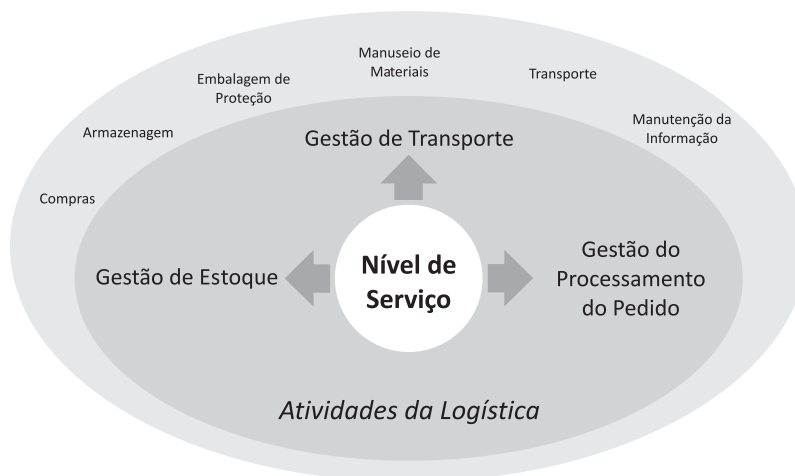 Manuseio de
Materiais
Transporte
Embalagem de
Proteção
Manutenção da
Informação
Armazenagem
Gestão de Transporte
Compras
Gestão de Estoque
Nível de
Serviço
Gestão do
Processamento
do Pedido
Atividades da Logística